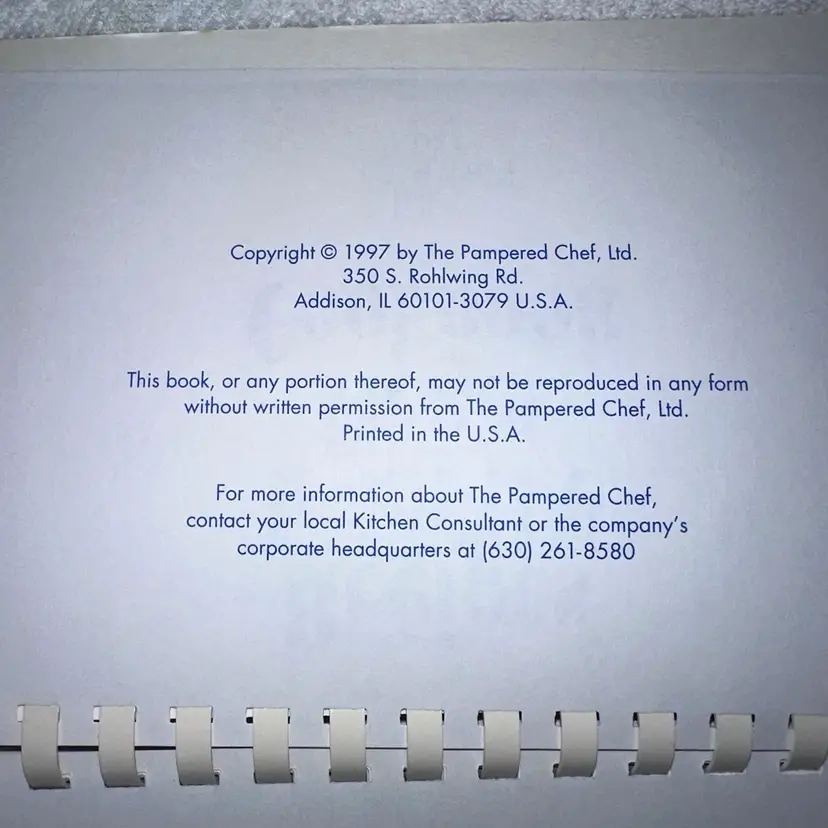 Copyright © 1997 by The Pampered Chef, Ltd.
350 S. Rohlwing Rd.
Addison, IL 60101-3079 U.S.A.
This book, or any portion thereof, may not be reproduced in any form
without written permission from The Pampered Chef, Ltd.
Printed in the U.S.A.
For more information about The Pampered Chef,
contact your local Kitchen Consultant or the company's
corporate headquarters at (630) 261-8580